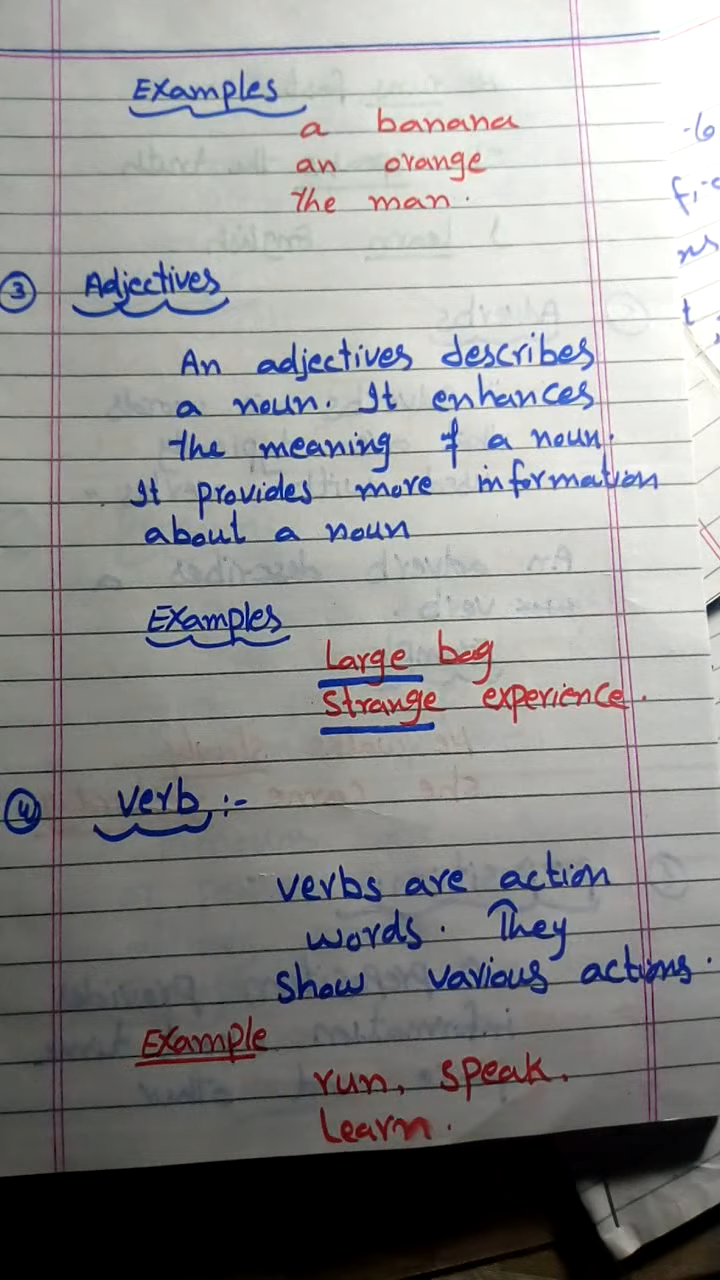 Examples
a banana
an orange
the man.
③ Adjectives
An adjectives describes
a noun. It enhances
the meaning of a noun.
It provides more information
about a noun
Examples
Large bag
Strange experience.
④ Verb :-
Verbs are action
words. They
show various actions.
Example
run, speak,
Learn.